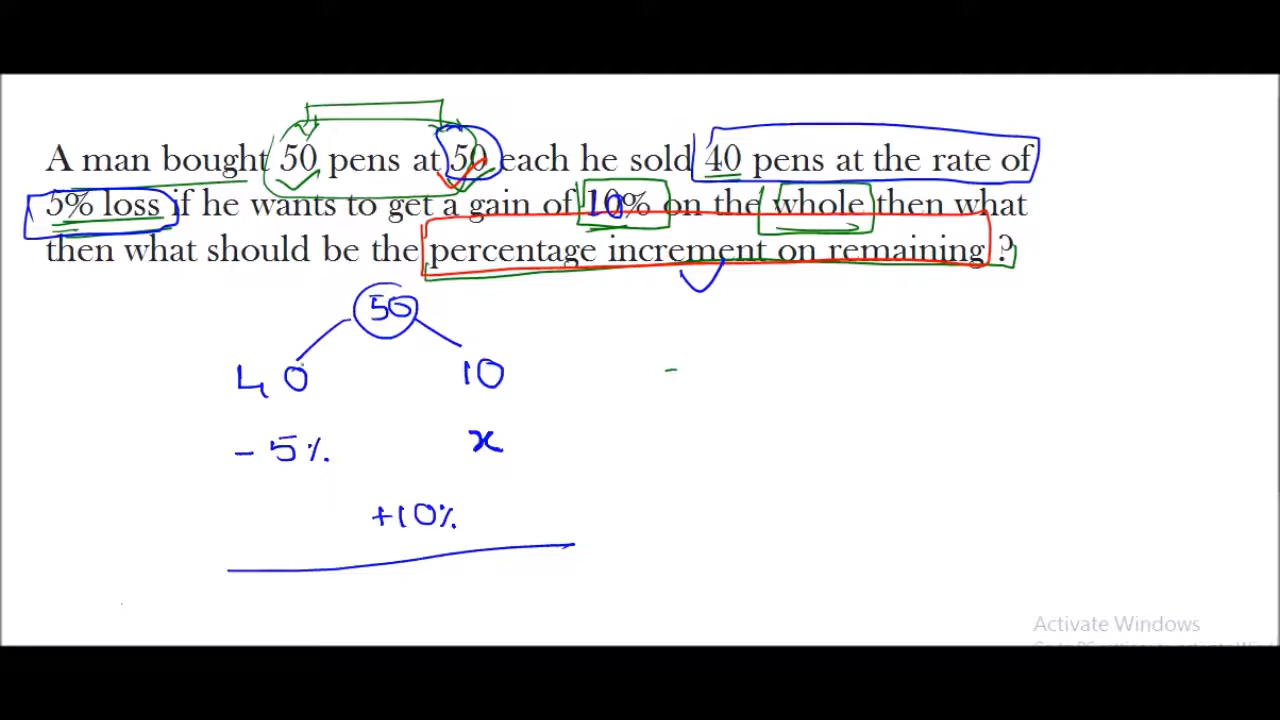 A man bought 50 pens at 50 each he sold 40 pens at the rate of
5% loss if he wants to get a gain of 10% on the whole then what
then what should be the percentage increment on remaining ?
50
40 10
- 5% x
+10%
Activate Windows